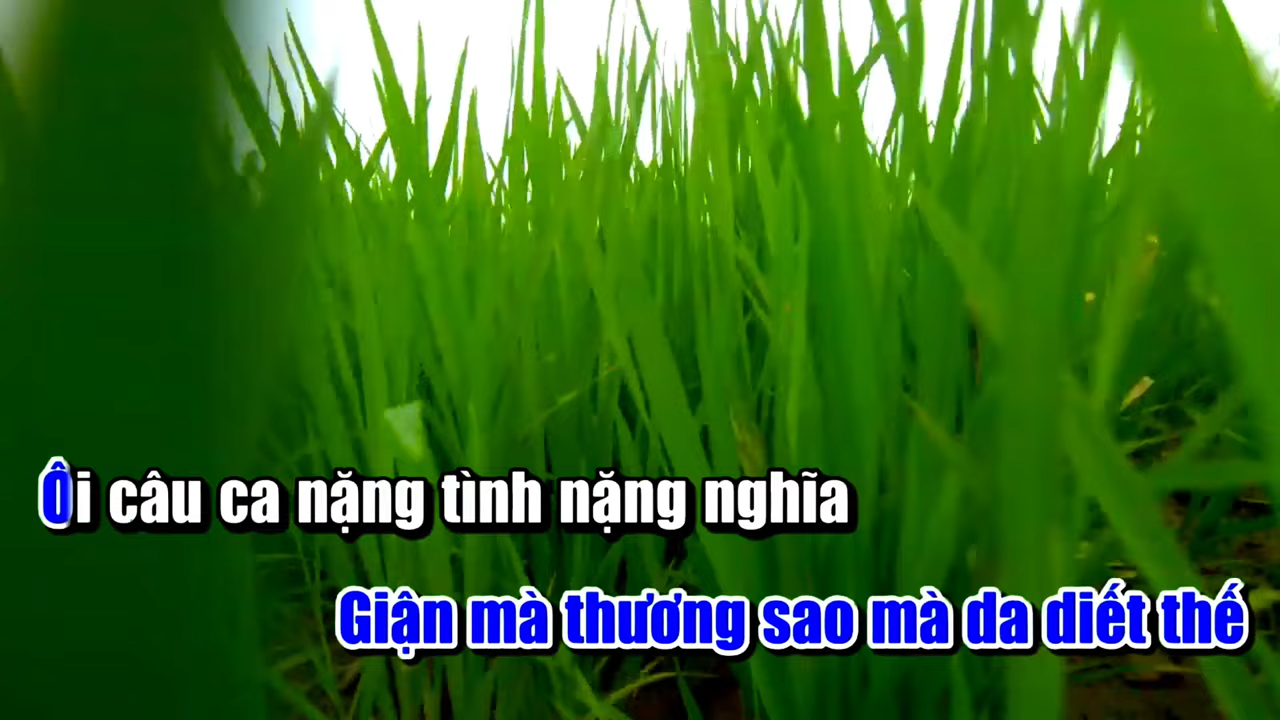 Ôi câu ca nặng tình nặng nghĩa
Giận mà thương sao mà da diết thế